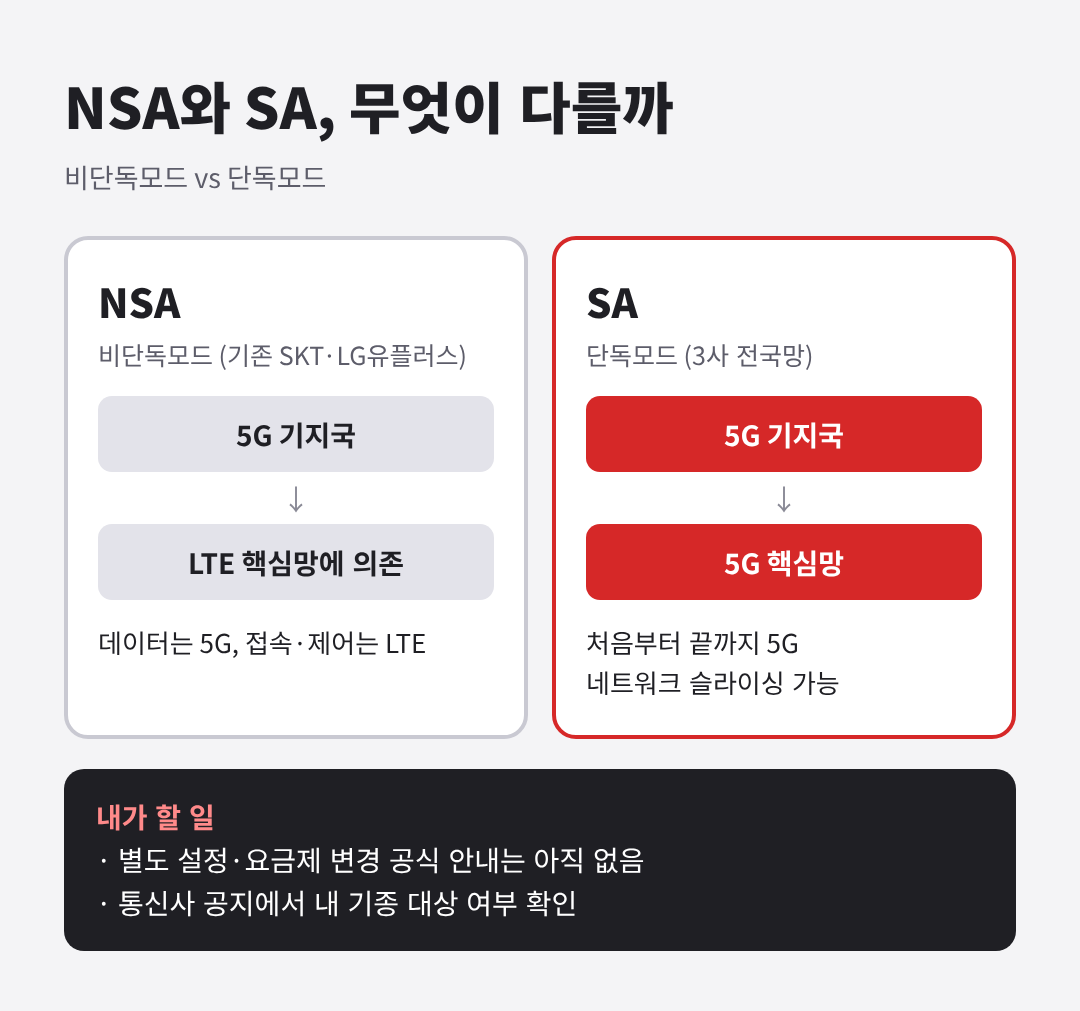 NSA와 SA, 무엇이 다를까
비단독모드 vs 단독모드
NSA
비단독모드 (기존 SKT·LG유플러스)
5G 기지국
↓
LTE 핵심망에 의존
데이터는 5G, 접속·제어는 LTE
SA
단독모드 (3사 전국망)
5G 기지국
↓
5G 핵심망
처음부터 끝까지 5G
네트워크 슬라이싱 가능
내가 할 일
· 별도 설정·요금제 변경 공식 안내는 아직 없음
· 통신사 공지에서 내 기종 대상 여부 확인